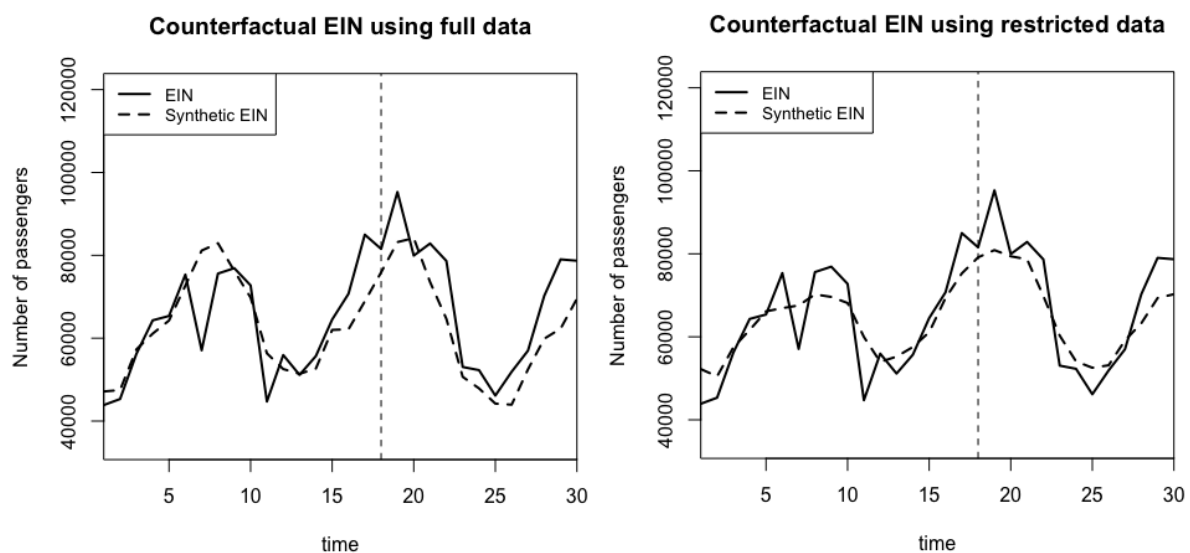 Counterfactual EIN using full data
EIN
Synthetic EIN
Number of passengers
120000
100000
80000
60000
40000
5 10 15 20 25 30
time
Counterfactual EIN using restricted data
EIN
Synthetic EIN
Number of passengers
120000
100000
80000
60000
40000
5 10 15 20 25 30
time